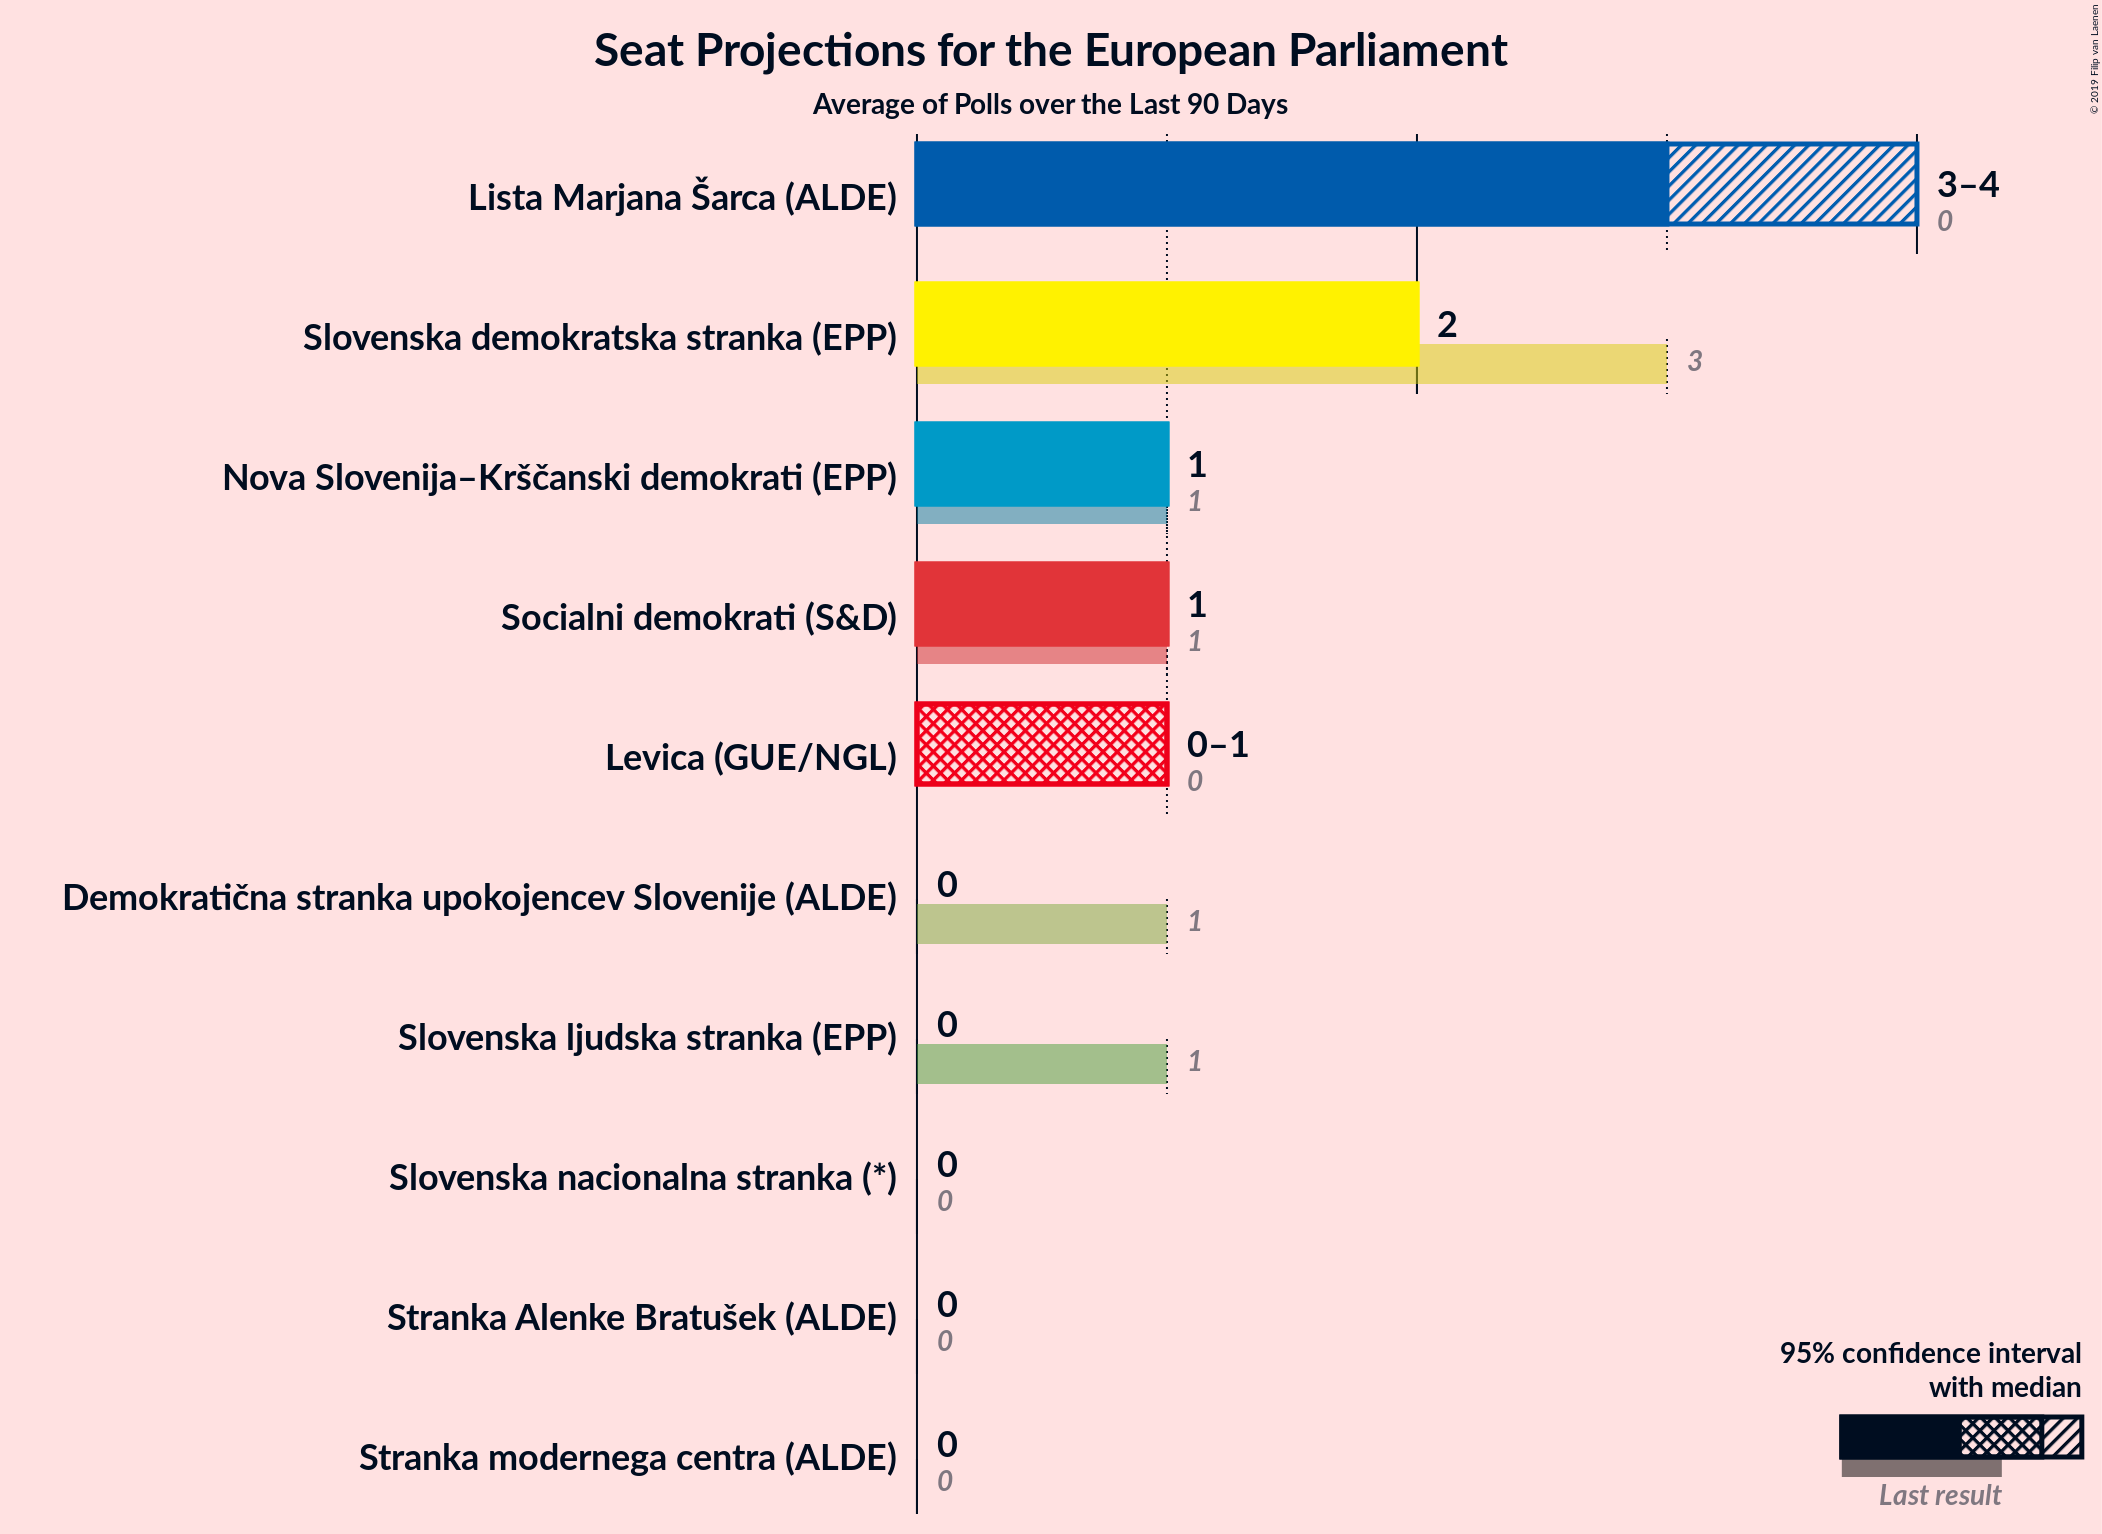 Seat Projections for the European Parliament
Average of Polls over the Last 90 Days
© 2019 Filip van Laenen
Lista Marjana Šarca (ALDE)
3–4
0
Slovenska demokratska stranka (EPP)
2
3
Nova Slovenija–Krščanski demokrati (EPP)
1
1
Socialni demokrati (S&D)
1
1
Levica (GUE/NGL)
0–1
0
Demokratična stranka upokojencev Slovenije (ALDE)
0
1
Slovenska ljudska stranka (EPP)
0
1
Slovenska nacionalna stranka (*)
0
0
Stranka Alenke Bratušek (ALDE)
0
0
Stranka modernega centra (ALDE)
0
0
95% confidence interval
with median
Last result